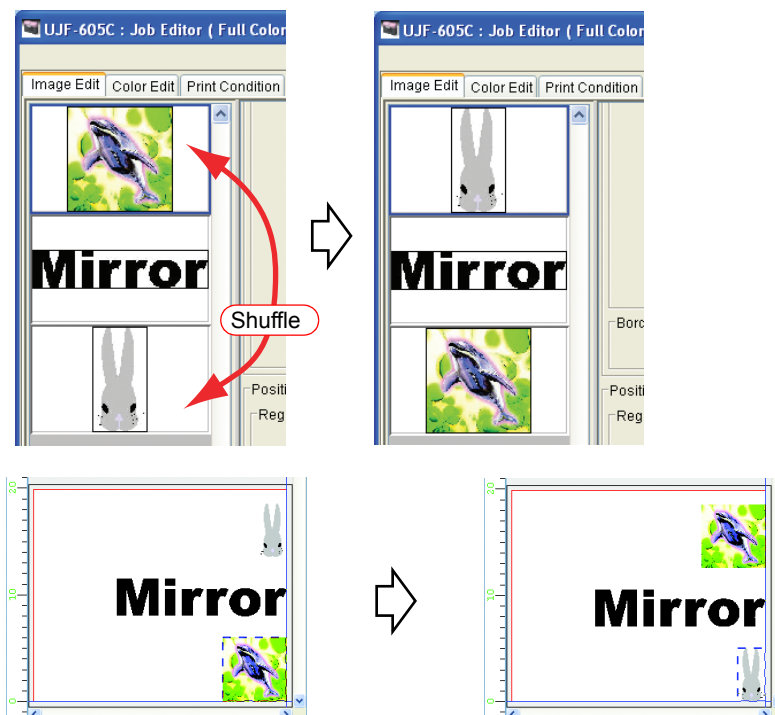 UJF-605C : Job Editor ( Full Color
Image Edit Color Edit Print Condition
Mirror
Shuffle
Positi
Reg
UJF-605C : Job Editor ( Full Color
Image Edit Color Edit Print Condition
Mirror
Bord
Positi
Reg
20
10
0
Mirror
20
10
0
Mirror